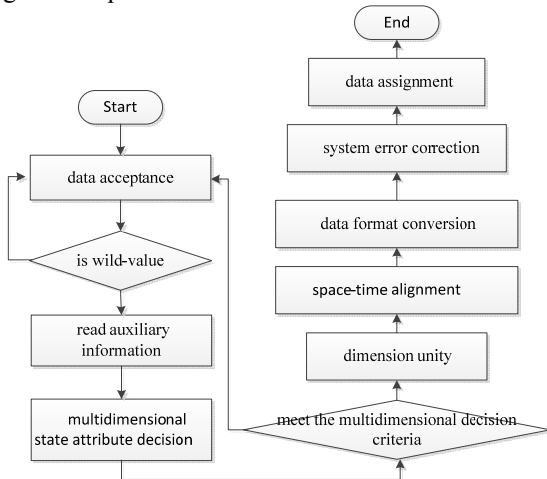 Start
data acceptance
is wild-value
read auxiliary
information
multidimensional
state attribute decision
meet the multidimensional decision
criteria
dimension unity
space-time alignment
data format conversion
system error correction
data assignment
End